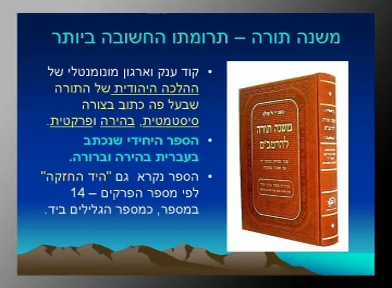 משנה תורה – תרומתו החשובה ביותר
• קוד ענק וארגון מונומנטלי של
ההלכה היהודית של התורה
שבעל פה כתוב בצורה
סיסטמטית, בהירה ופרקטית.
• הספר היחידי שנכתב
בעברית בהירה וברורה.
• הספר נקרא גם "היד החזקה"
לפי מספר הפרקים – 14
במספר, כמספר הגלילים ביד.
משנה תורה
להרמב"ם